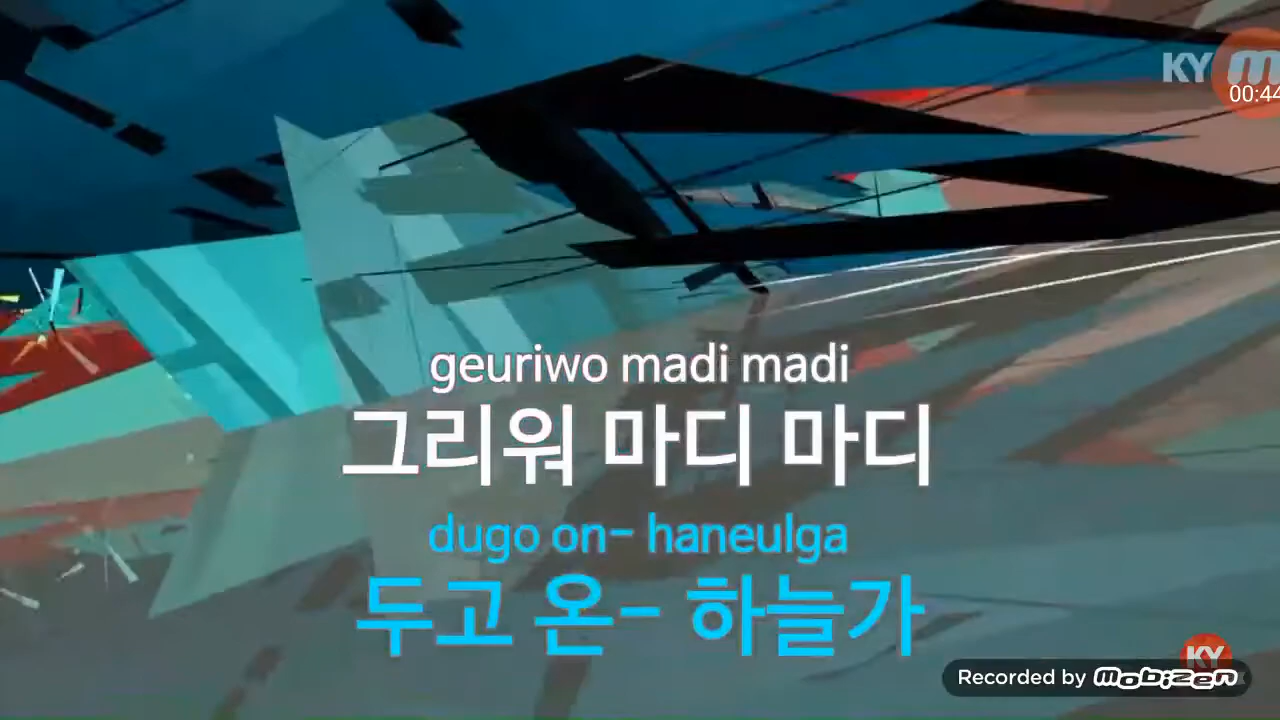 KY
00:44
geuriwo madi madi
그리워 마디 마디
dugo on- haneulga
두고 온- 하늘가
KY
Recorded by mobizen